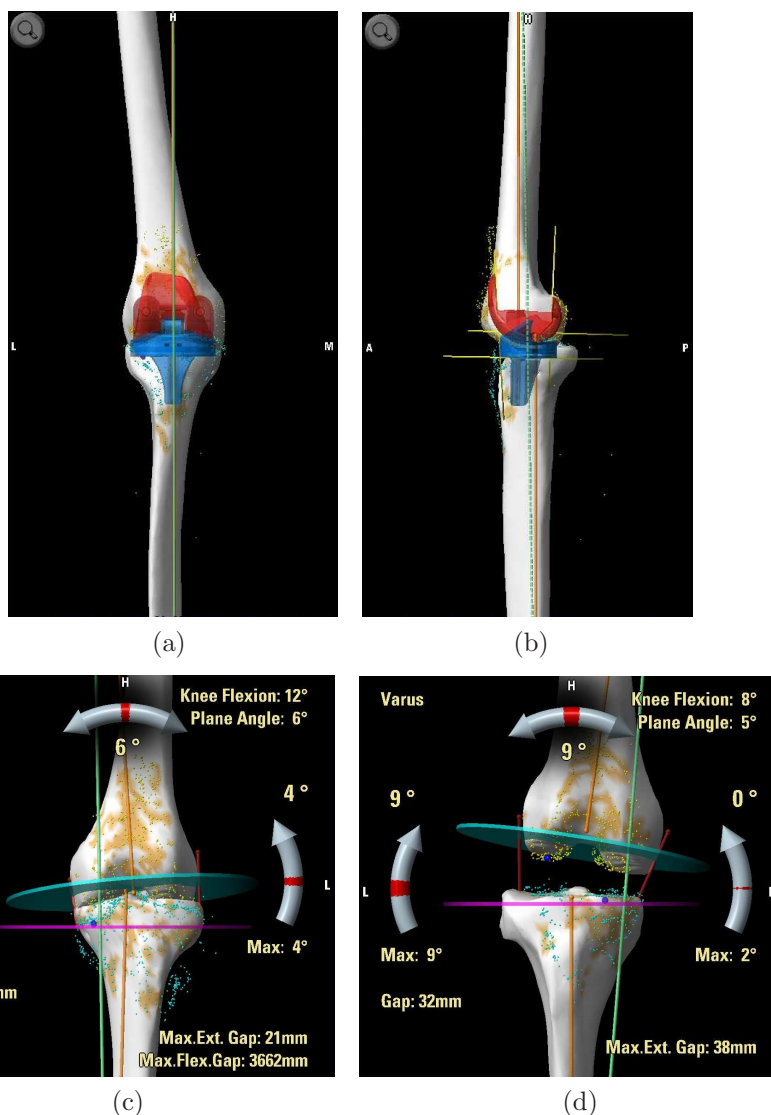 H
L
M
(a)
H
A
P
(b)
H
Knee Flexion: 12°
Plane Angle: 6°
6°
4°
L
Max: 4°
Max.Ext. Gap: 21mm
Max.Flex.Gap: 3662mm
(c)
Varus
H
Knee Flexion: 8°
Plane Angle: 5°
9°
9°
0°
L
Max: 9°
Max: 2°
Gap: 32mm
Max.Ext. Gap: 38mm
(d)